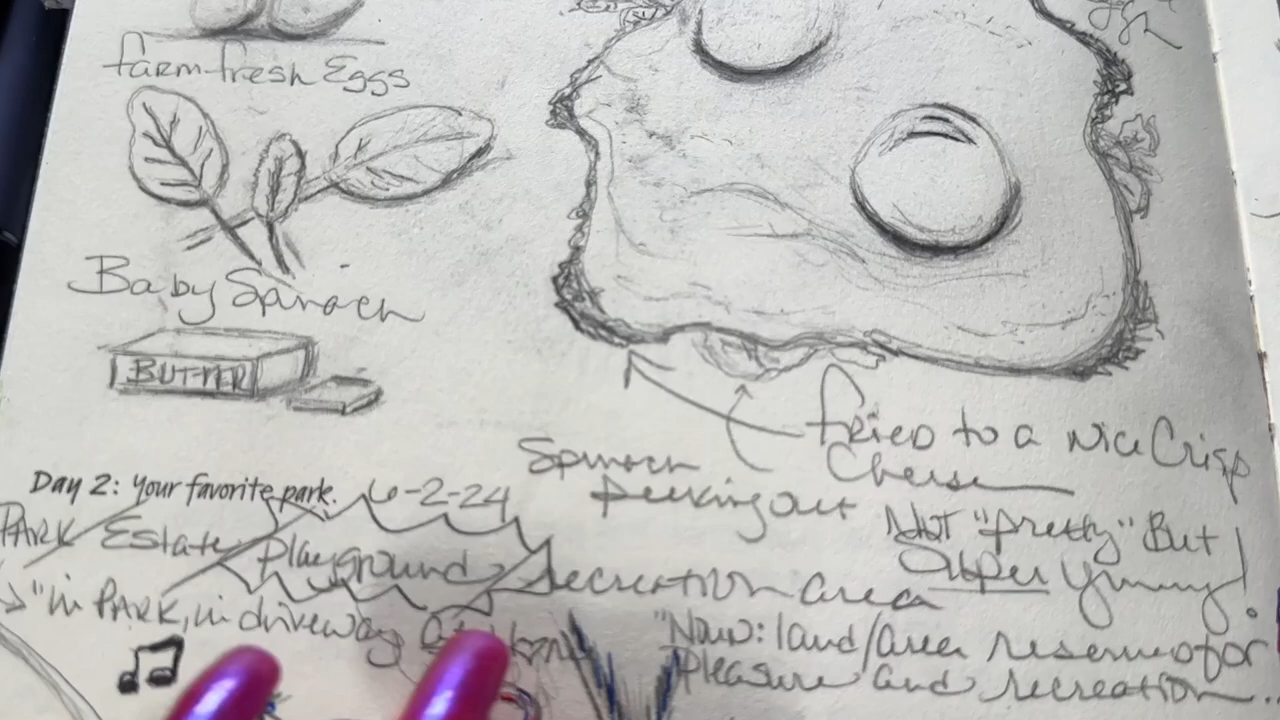 farm-fresh Eggs
Baby Spinach
BUTTER
fried to a nice Crisp
Cheese
Spinach
peeking out
Not "pretty" But
Super Yummy!
Day 2: Your favorite park. 6-2-24
PARK Estate
Playground
recreation area
"in PARK, in driveway
"Noun: land/area reserved for
pleasure and recreation..